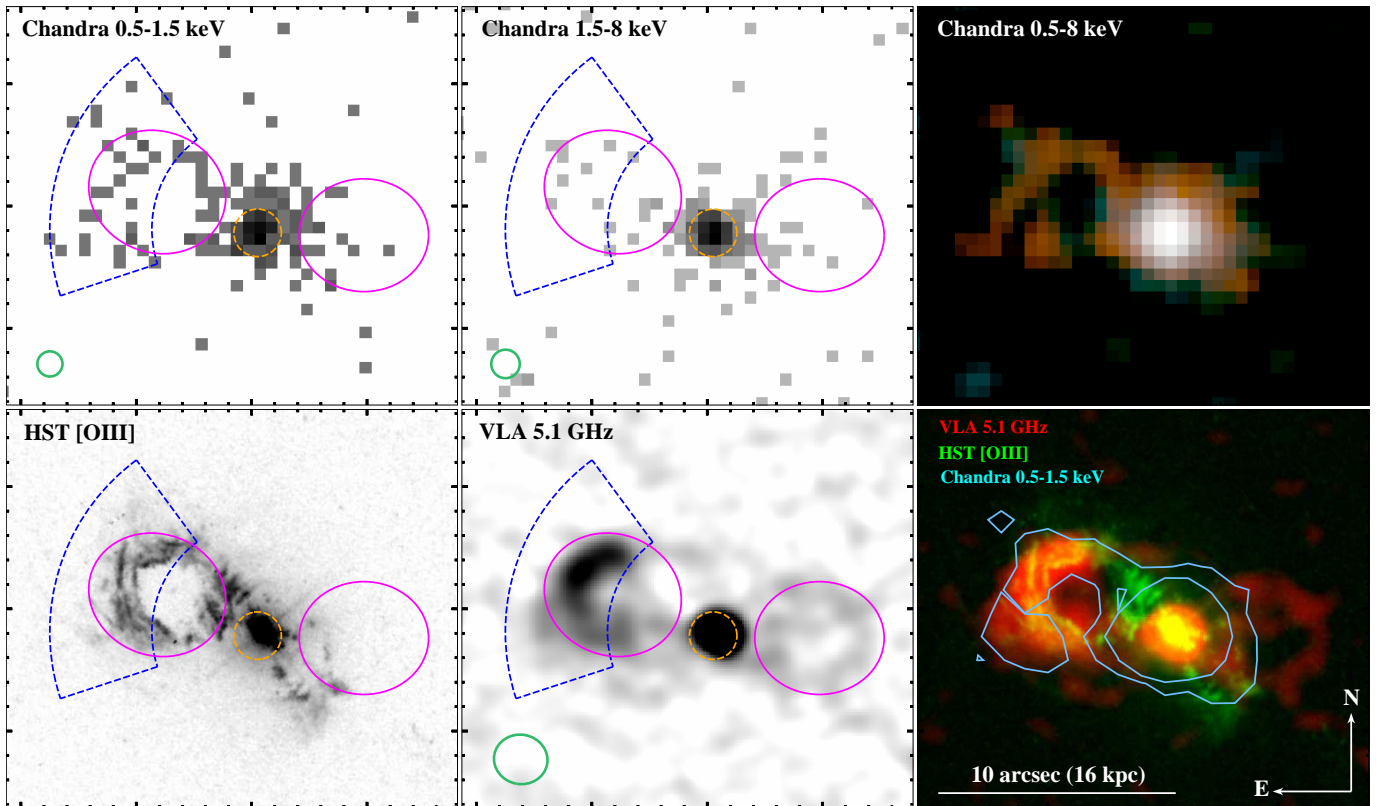 Chandra 0.5-1.5 keV
Chandra 1.5-8 keV
Chandra 0.5-8 keV
HST [OIII]
VLA 5.1 GHz
VLA 5.1 GHz
HST [OIII]
Chandra 0.5-1.5 keV
N
10 arcsec (16 kpc)
E